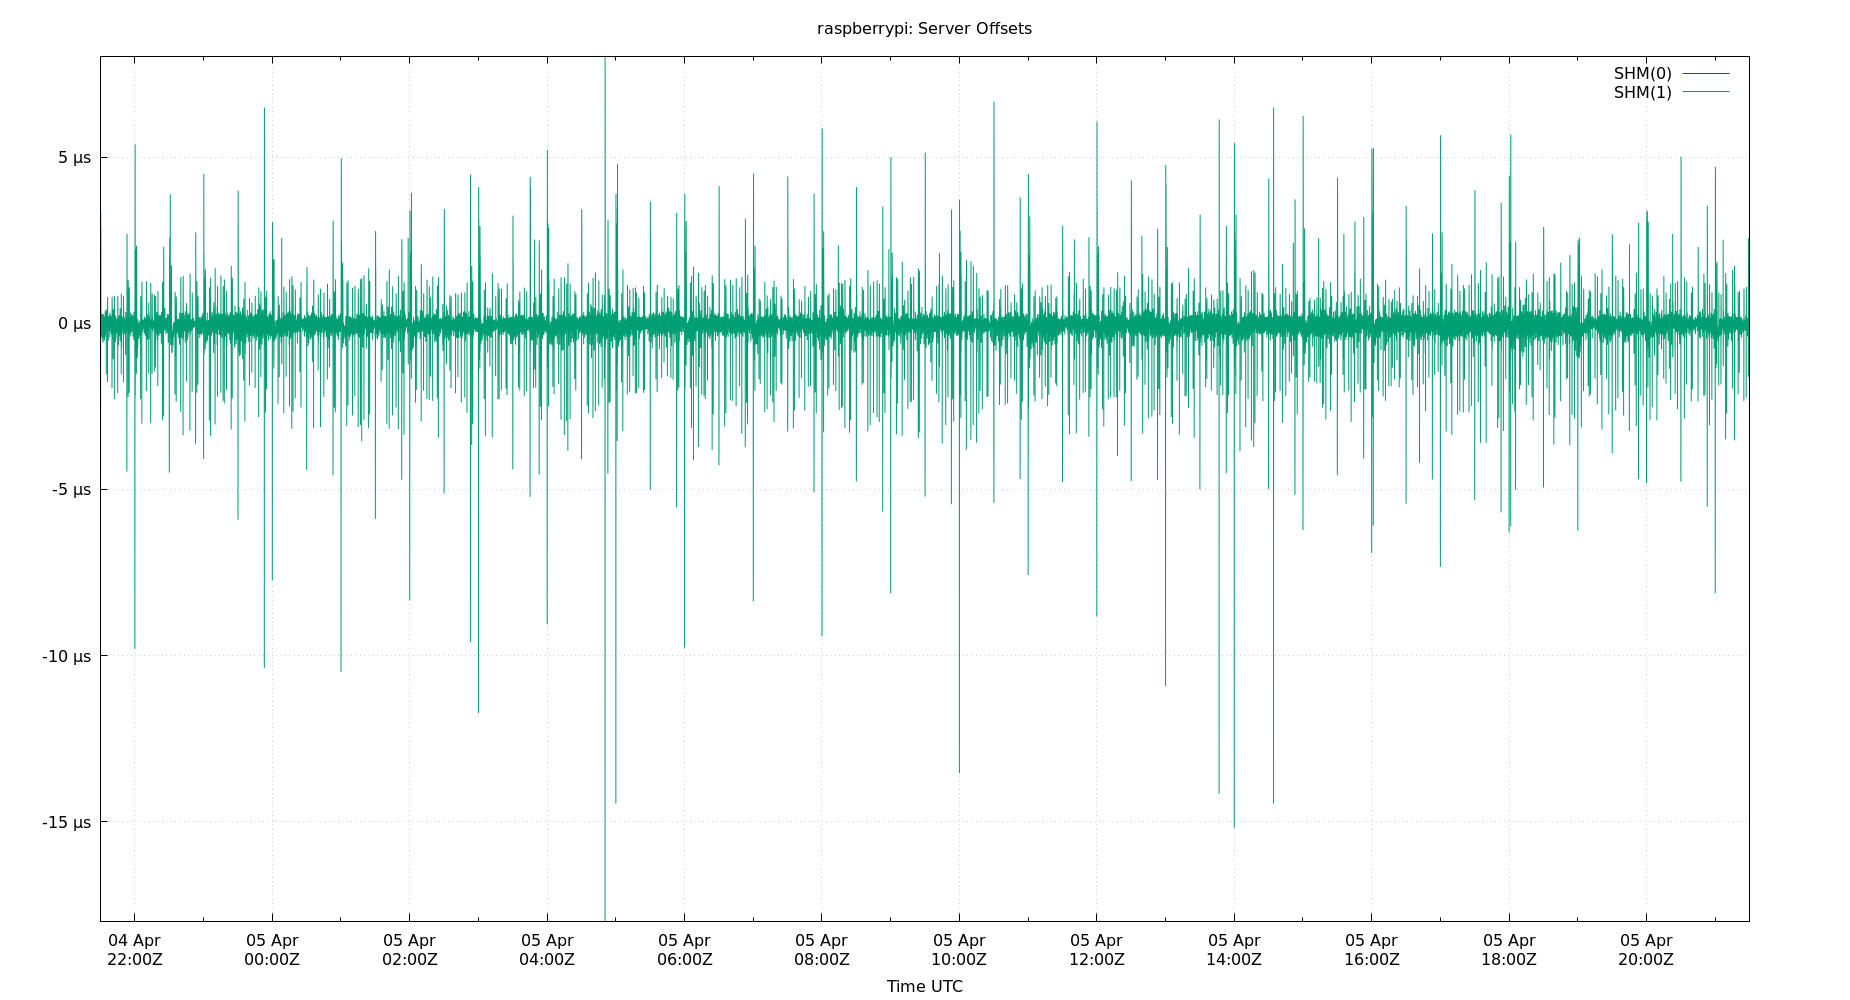 raspberrypi: Server Offsets
SHM(0)
SHM(1)
5 µs
0 µs
-5 µs
-10 µs
-15 µs
04 Apr 05 Apr 05 Apr 05 Apr 05 Apr 05 Apr 05 Apr 05 Apr 05 Apr 05 Apr 05 Apr 05 Apr
22:00Z 00:00Z 02:00Z 04:00Z 06:00Z 08:00Z 10:00Z 12:00Z 14:00Z 16:00Z 18:00Z 20:00Z
Time UTC